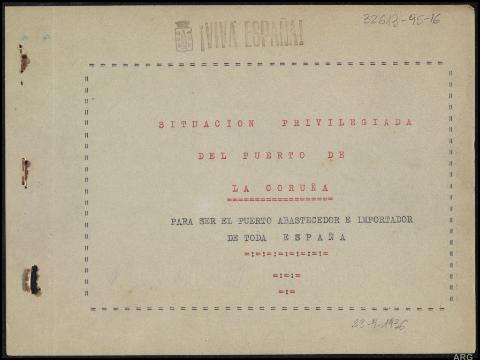 32613-95-16
¡VIVA ESPAÑA!
SITUACION PRIVILEGIADA
DEL PUERTO DE
LA CORUÑA
PARA SER EL PUERTO ABASTECEDOR E IMPORTADOR
DE TODA ESPAÑA
23-9-1936
ARG